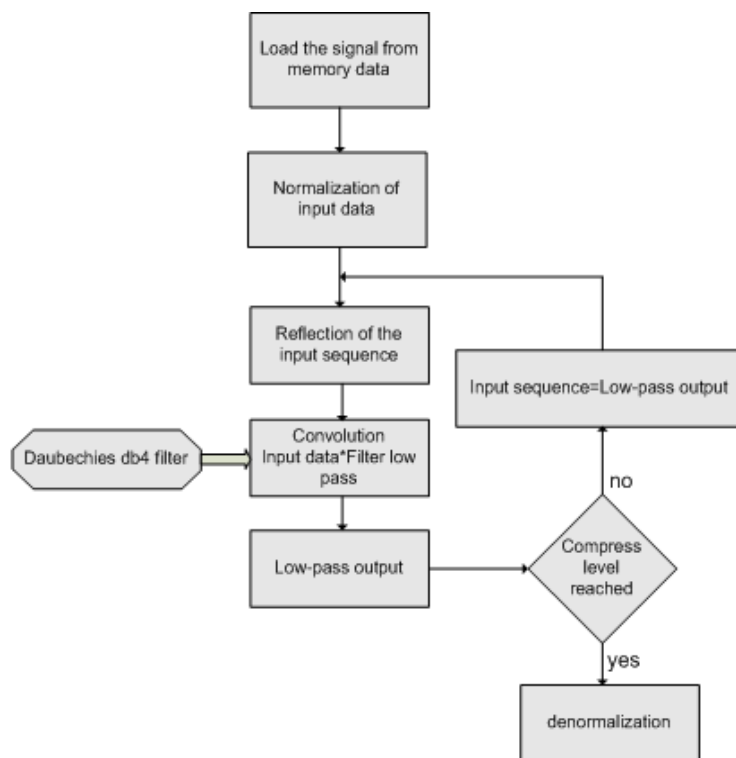 Load the signal from
memory data
Normalization of
input data
Reflection of the
input sequence
Input sequence=Low-pass output
Daubechies db4 filter
Convolution
Input data*Filter low
pass
no
Low-pass output
Compress
level
reached
yes
denormalization